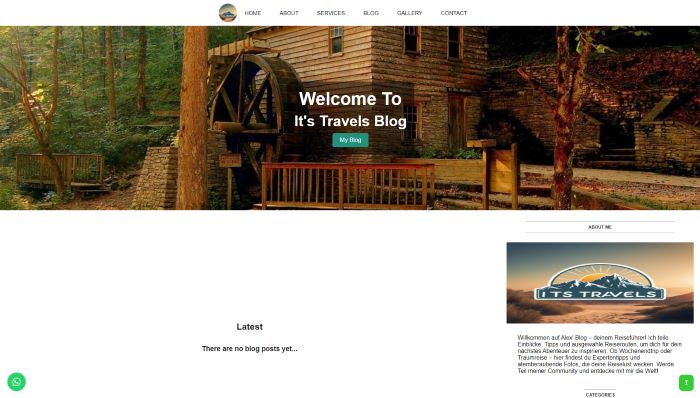 HOME ABOUT SERVICES BLOG GALLERY CONTACT
Welcome To
It's Travels Blog
My Blog
ABOUT ME
ITS TRAVELS
Willkommen auf Alex' Blog – deinem Reiseführer! Ich teile
Einblicke, Tipps und ausgewählte Reiserouten, um dich für dein
nächstes Abenteuer zu inspirieren. Ob Wochenendtrip oder
Traumreise – hier findest du Expertentipps und
atemberaubende Fotos, die deine Reiselust wecken. Werde
Teil meiner Community und entdecke mit mir die Welt!
Latest
There are no blog posts yet...
CATEGORIES